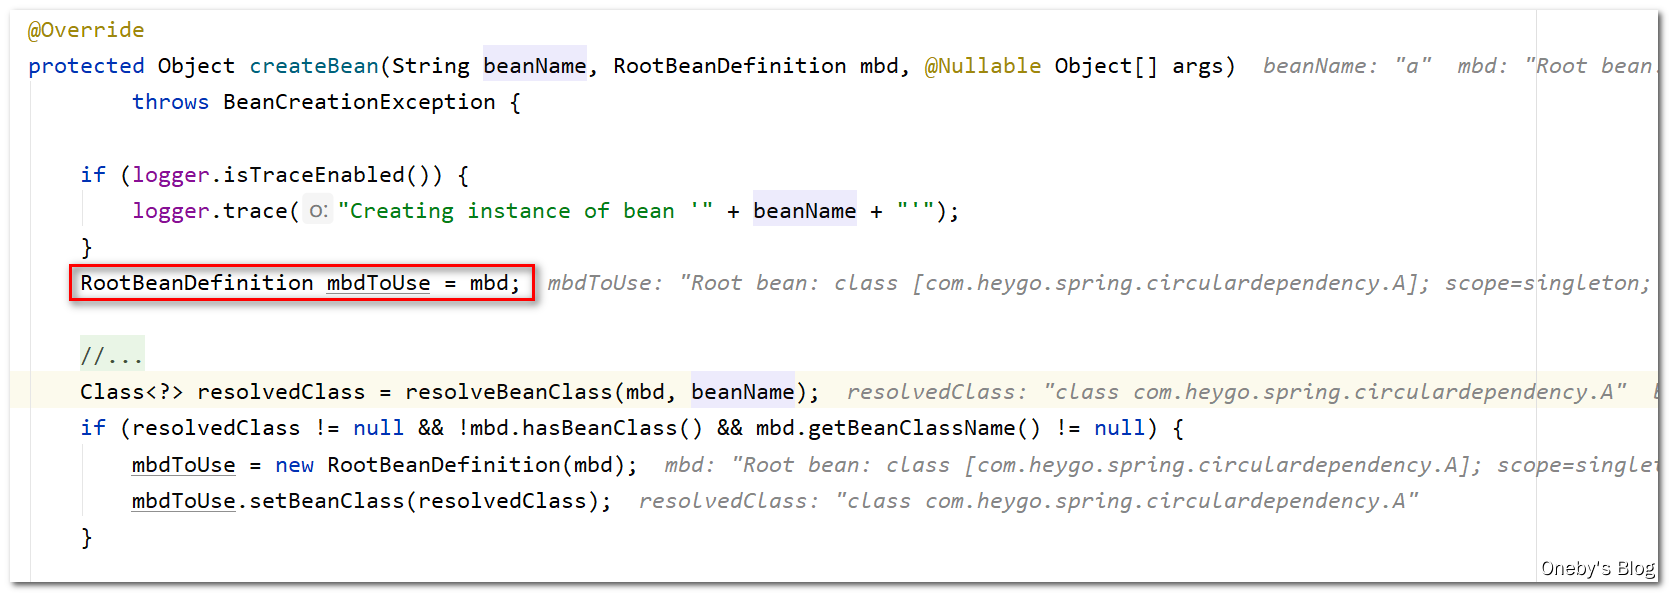 @Override
protected Object createBean(String beanName, RootBeanDefinition mbd, @Nullable Object[] args)  beanName: "a"  mbd: "Root bean:
        throws BeanCreationException {
    if (logger.isTraceEnabled()) {
        logger.trace( o: "Creating instance of bean '" + beanName + "'");
    }
    RootBeanDefinition mbdToUse = mbd;  mbdToUse: "Root bean: class [com.heygo.spring.circulardependency.A]; scope=singleton;
    //...
    Class<?> resolvedClass = resolveBeanClass(mbd, beanName);  resolvedClass: "class com.heygo.spring.circulardependency.A"
    if (resolvedClass != null && !mbd.hasBeanClass() && mbd.getBeanClassName() != null) {
        mbdToUse = new RootBeanDefinition(mbd);  mbd: "Root bean: class [com.heygo.spring.circulardependency.A]; scope=singlet
        mbdToUse.setBeanClass(resolvedClass);  resolvedClass: "class com.heygo.spring.circulardependency.A"
    }
Oneby's Blog